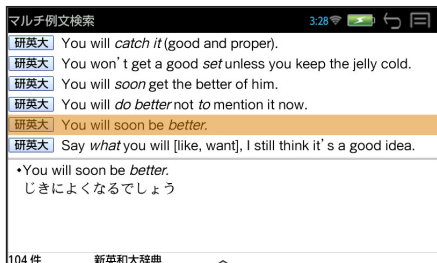 マルチ例文検索 3:28
研英大 You will catch it (good and proper).
研英大 You won't get a good set unless you keep the jelly cold.
研英大 You will soon get the better of him.
研英大 You will do better not to mention it now.
研英大 You will soon be better.
研英大 Say what you will [like, want], I still think it's a good idea.
•You will soon be better.
じきによくなるでしょう
104 件 新英和大辞典